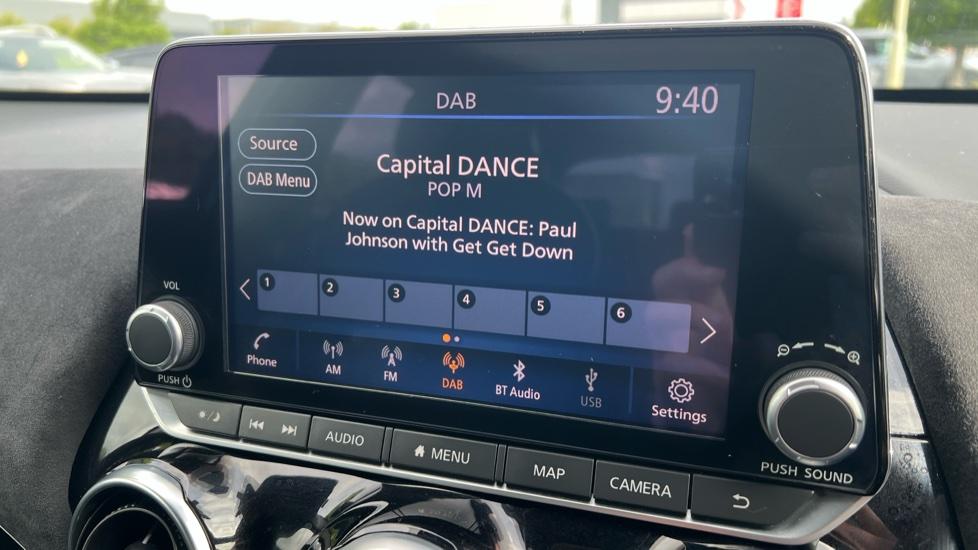 DAB
9:40
Source
DAB Menu
Capital DANCE
POP M
Now on Capital DANCE: Paul
Johnson with Get Get Down
1 2 3 4 5 6
Phone
AM
FM
DAB
BT Audio
USB
Settings
VOL
PUSH
PUSH SOUND
AUDIO
MENU
MAP
CAMERA